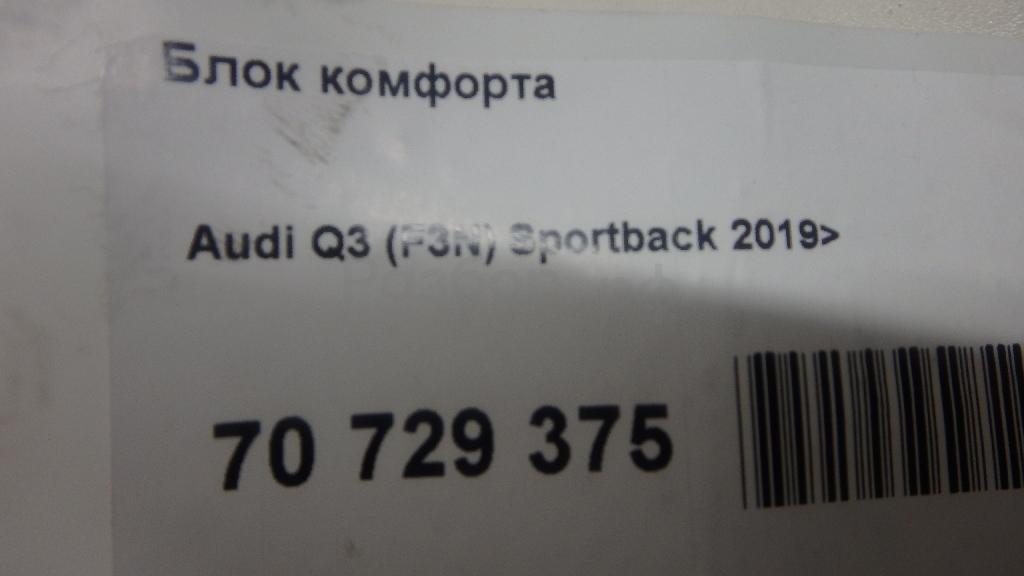 Блок комфорта
Audi Q3 (F3N) Sportback 2019>
70 729 375